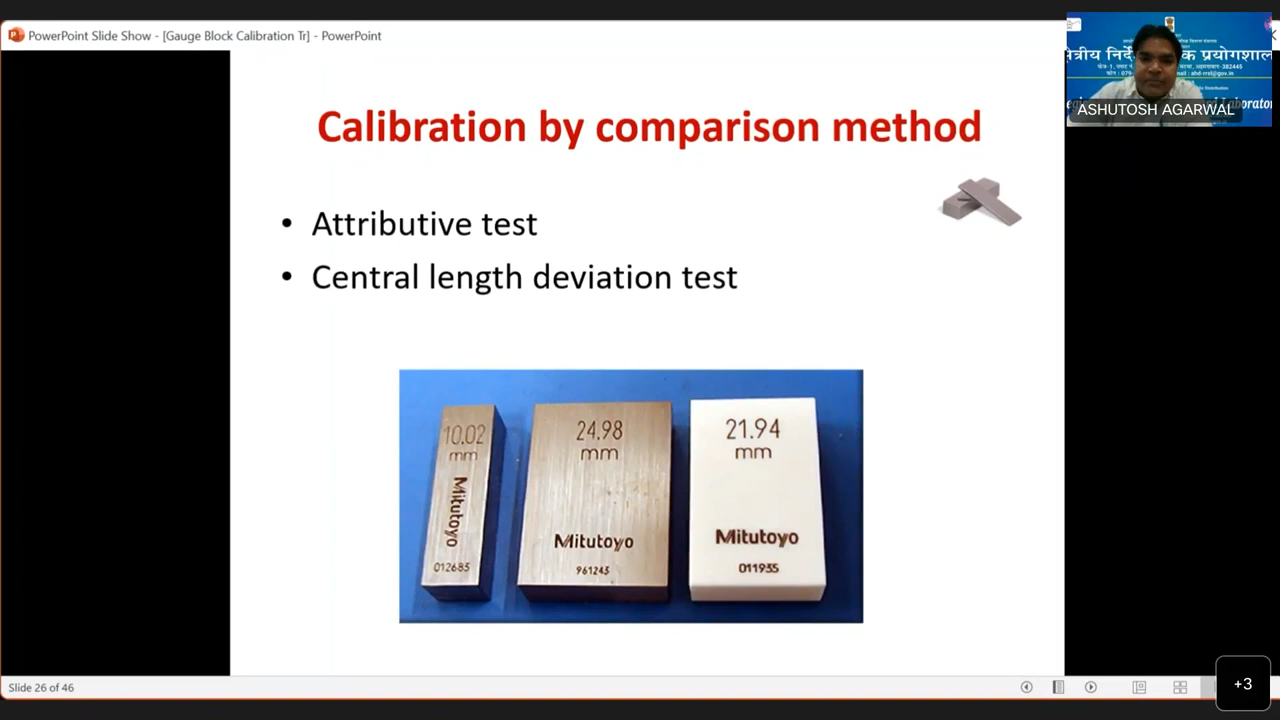 PowerPoint Slide Show - [Gauge Block Calibration Tr] - PowerPoint
Calibration by comparison method
• Attributive test
• Central length deviation test
10.02
mm
Mitutoyo
012685
24.98
mm
Mitutoyo
961243
21.94
mm
Mitutoyo
011935
ASHUTOSH AGARWAL
Slide 26 of 46
+3